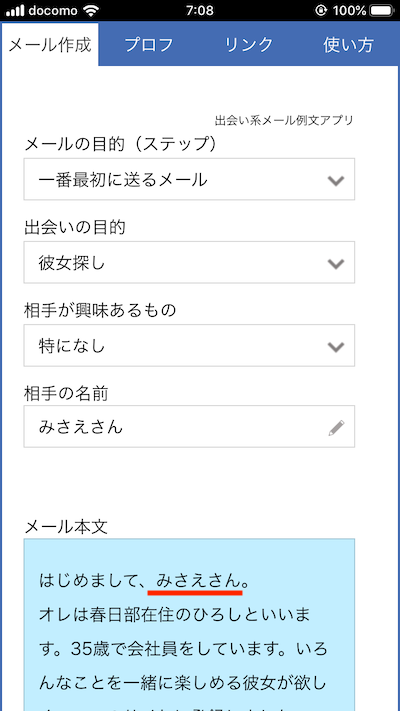 docomo 7:08 100%
メール作成 プロフ リンク 使い方
出会い系メール例文アプリ
メールの目的（ステップ）
一番最初に送るメール
出会いの目的
彼女探し
相手が興味あるもの
特になし
相手の名前
みさえさん
メール本文
はじめまして、みさえさん。
オレは春日部在住のひろしといいま
す。35歳で会社員をしています。いろ
んなことを一緒に楽しめる彼女が欲し